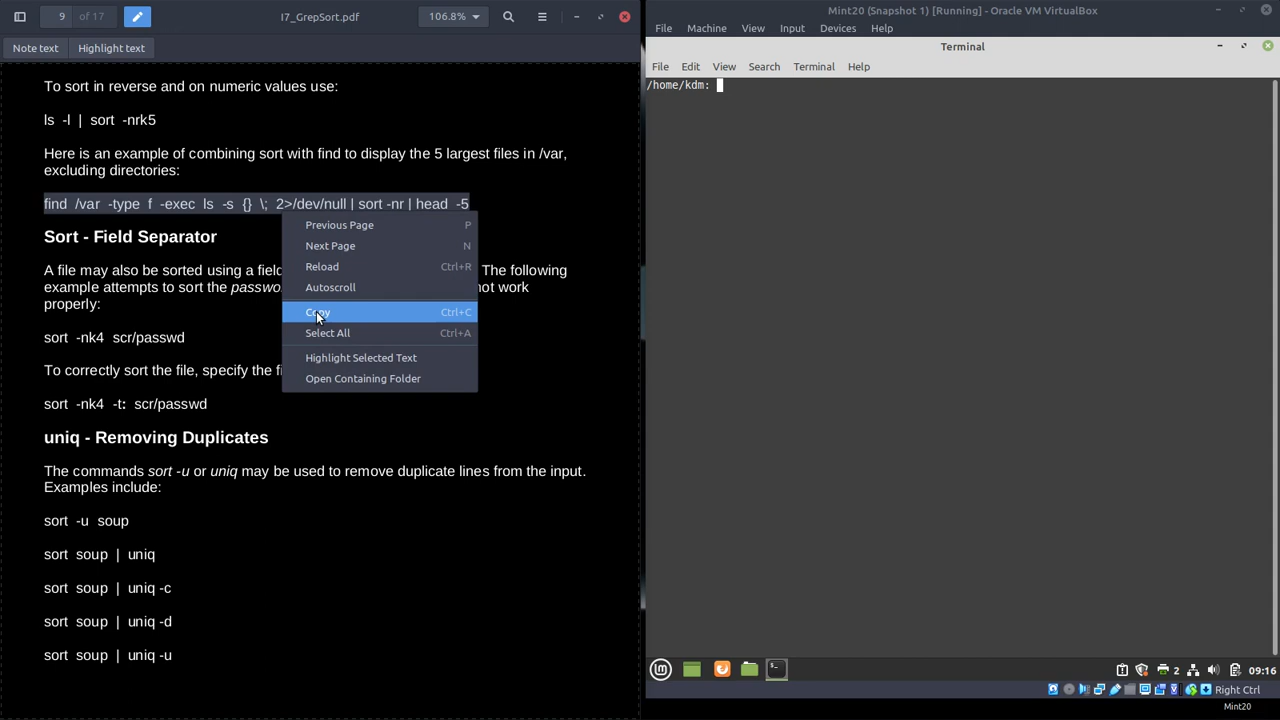 9 of 17
I7_GrepSort.pdf
106.8%
Note text
Highlight text
To sort in reverse and on numeric values use:
ls -l | sort -nrk5
Here is an example of combining sort with find to display the 5 largest files in /var,
excluding directories:
find /var -type f -exec ls -s {} \; 2>/dev/null | sort -nr | head -5
Sort - Field Separator
A file may also be sorted using a field The following
example attempts to sort the not work
properly:
sort -nk4 scr/passwd
To correctly sort the file, specify the
sort -nk4 -t: scr/passwd
uniq - Removing Duplicates
The commands sort -u or uniq may be used to remove duplicate lines from the input.
Examples include:
sort -u soup
sort soup | uniq
sort soup | uniq -c
sort soup | uniq -d
sort soup | uniq -u
Previous Page P
Next Page N
Reload Ctrl+R
Autoscroll
Copy Ctrl+C
Select All Ctrl+A
Highlight Selected Text
Open Containing Folder
Mint20 (Snapshot 1) [Running] - Oracle VM VirtualBox
File Machine View Input Devices Help
Terminal
File Edit View Search Terminal Help
/home/kdm:
2
09:16
Right Ctrl
Mint20